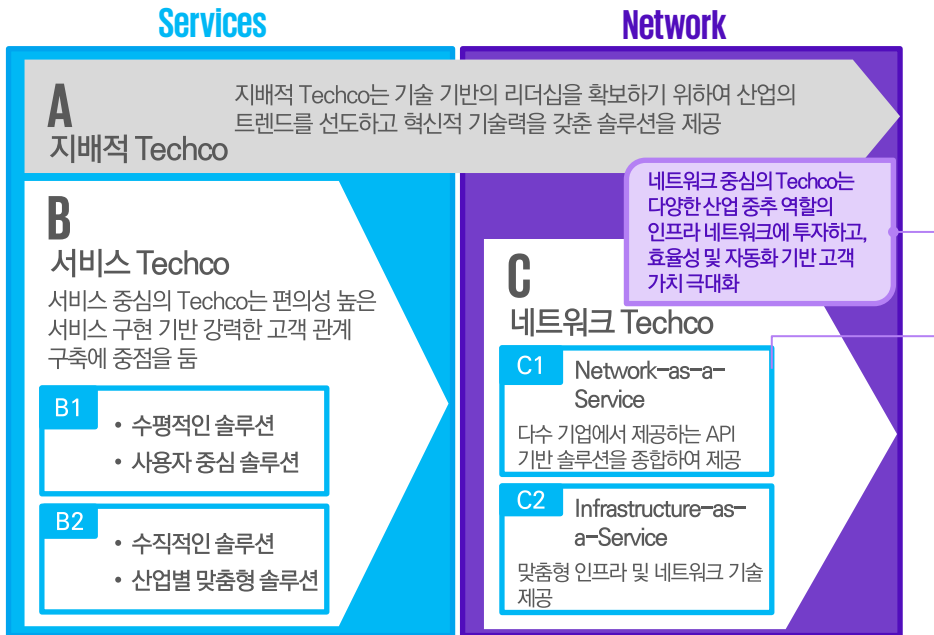 Services
Network
A
지배적 Techco
지배적 Techco는 기술 기반의 리더십을 확보하기 위하여 산업의
트렌드를 선도하고 혁신적 기술력을 갖춘 솔루션을 제공
B
서비스 Techco
서비스 중심의 Techco는 편의성 높은
서비스 구현 기반 강력한 고객 관계
구축에 중점을 둠
B1
• 수평적인 솔루션
• 사용자 중심 솔루션
B2
• 수직적인 솔루션
• 산업별 맞춤형 솔루션
네트워크 중심의 Techco는
다양한 산업 중추 역할의
인프라 네트워크에 투자하고,
효율성 및 자동화 기반 고객
가치 극대화
C
네트워크 Techco
C1
Network-as-a-
Service
다수 기업에서 제공하는 API
기반 솔루션을 종합하여 제공
C2
Infrastructure-as-
a-Service
맞춤형 인프라 및 네트워크 기술
제공